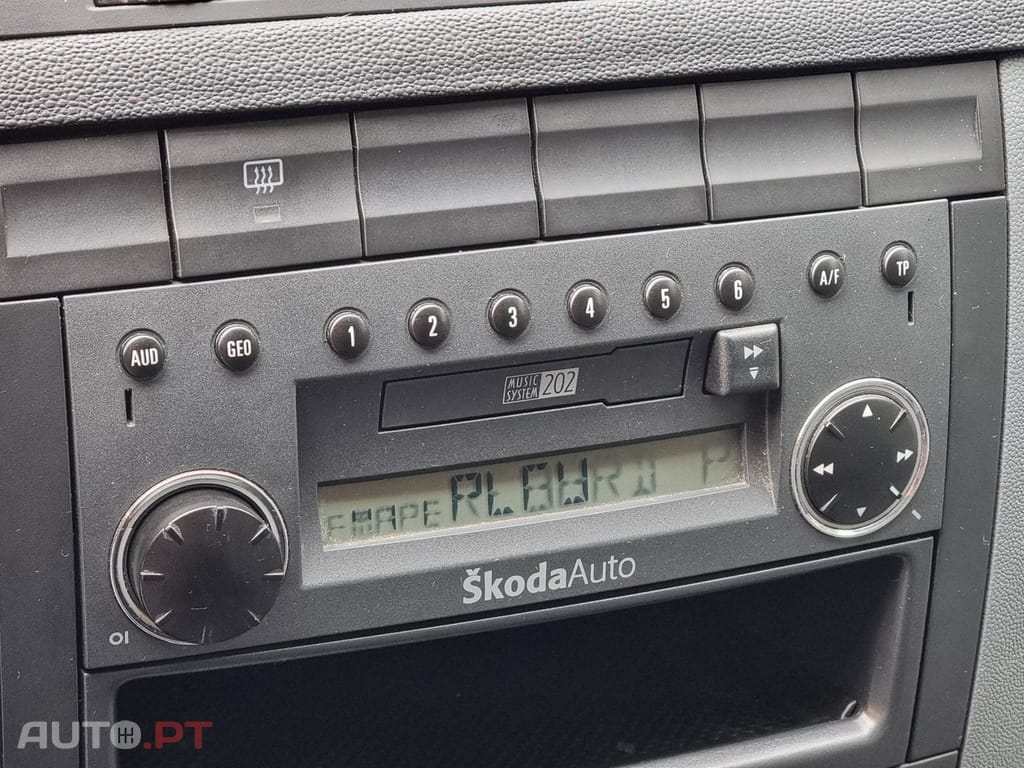 AUD GEO 1 2 3 4 5 6 A/F TP
MUSIC SYSTEM 202
ŠkodaAuto
AUTO.PT